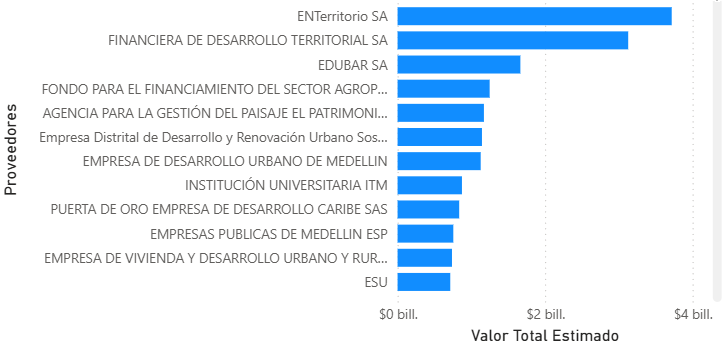 Proveedores
ENTerritorio SA
FINANCIERA DE DESARROLLO TERRITORIAL SA
EDUBAR SA
FONDO PARA EL FINANCIAMIENTO DEL SECTOR AGROP...
AGENCIA PARA LA GESTIÓN DEL PAISAJE EL PATRIMONI...
Empresa Distrital de Desarrollo y Renovación Urbano Sos...
EMPRESA DE DESARROLLO URBANO DE MEDELLIN
INSTITUCIÓN UNIVERSITARIA ITM
PUERTA DE ORO EMPRESA DE DESARROLLO CARIBE SAS
EMPRESAS PUBLICAS DE MEDELLIN ESP
EMPRESA DE VIVIENDA Y DESARROLLO URBANO Y RUR...
ESU
$0 bill. $2 bill. $4 bill.
Valor Total Estimado